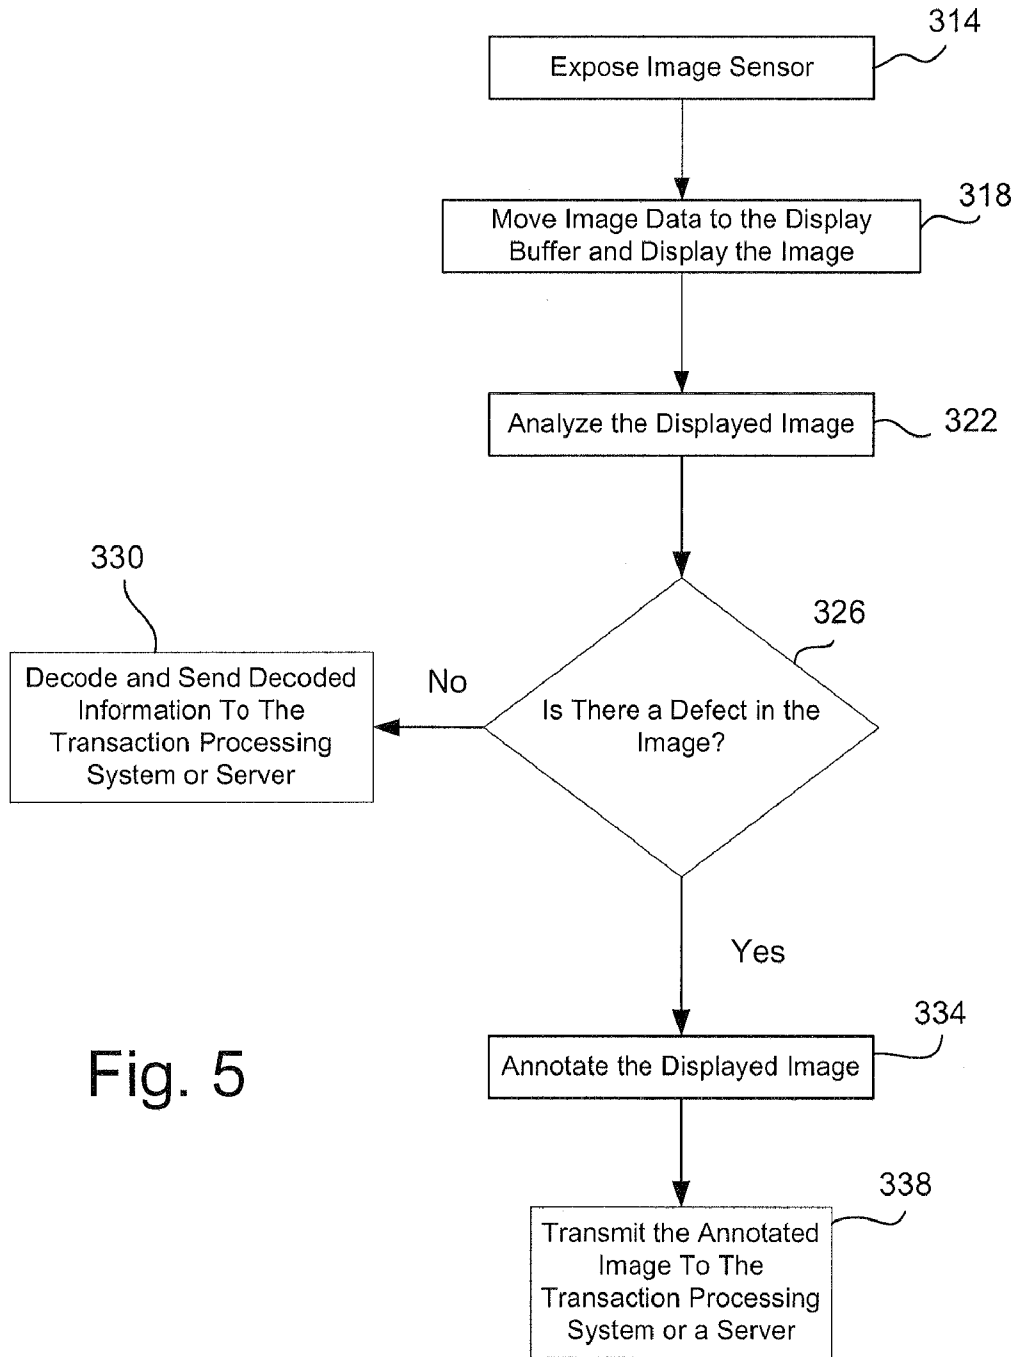 314
Expose Image Sensor
318
Move Image Data to the Display
Buffer and Display the Image
Analyze the Displayed Image
322
330
326
Decode and Send Decoded
Information To The
Transaction Processing
System or Server
No
Is There a Defect in the
Image?
Yes
334
Annotate the Displayed Image
Fig. 5
338
Transmit the Annotated
Image To The
Transaction Processing
System or a Server